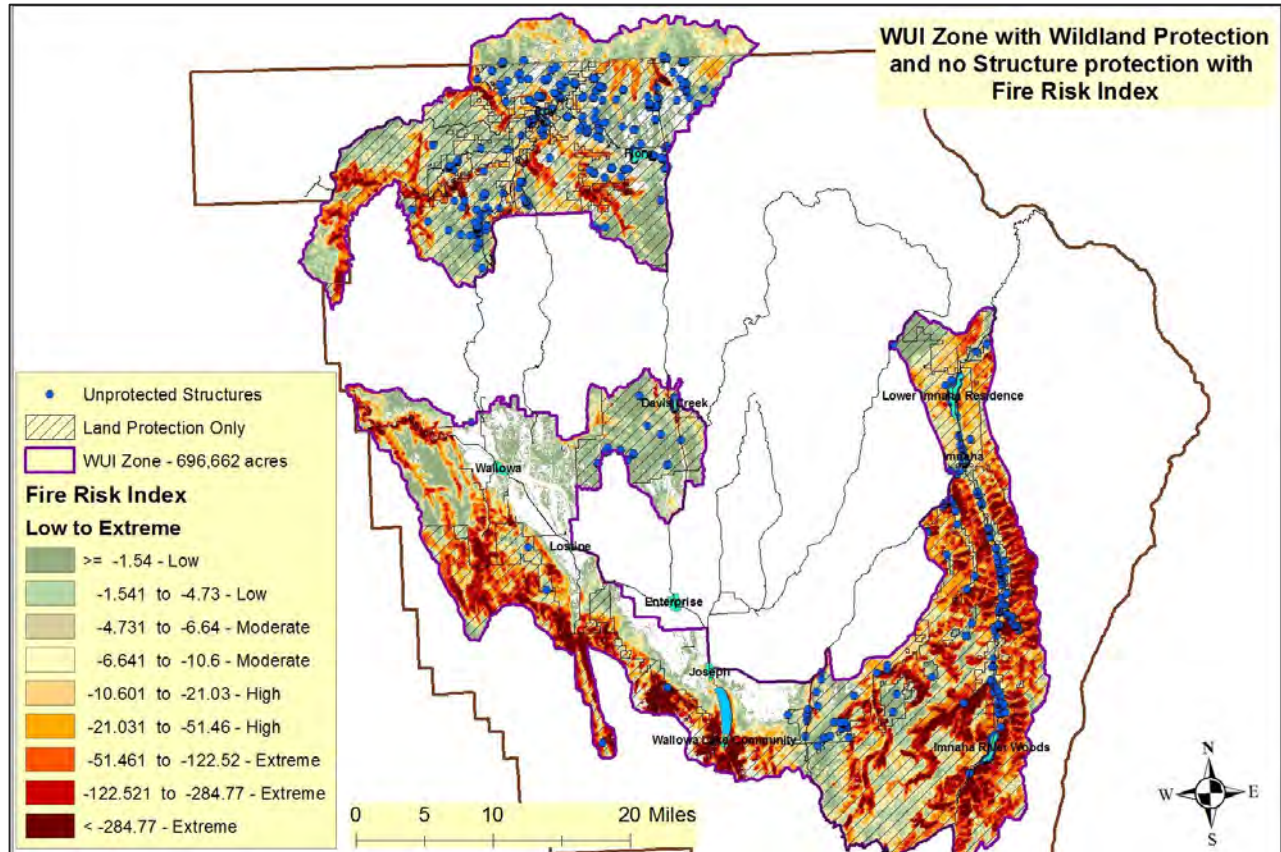 WUI Zone with Wildland Protection
and no Structure protection with
Fire Risk Index
Flora
Lower Imnaha Residence
Davis Creek
Imnaha
Wallowa
Lostine
Enterprise
Joseph
Wallowa Lake Community
Imnaha River Woods
Unprotected Structures
Land Protection Only
WUI Zone - 696,662 acres
Fire Risk Index
Low to Extreme
>= -1.54 - Low
-1.541 to -4.73 - Low
-4.731 to -6.64 - Moderate
-6.641 to -10.6 - Moderate
-10.601 to -21.03 - High
-21.031 to -51.46 - High
-51.461 to -122.52 - Extreme
-122.521 to -284.77 - Extreme
< -284.77 - Extreme
0 5 10 20 Miles
N
W E
S